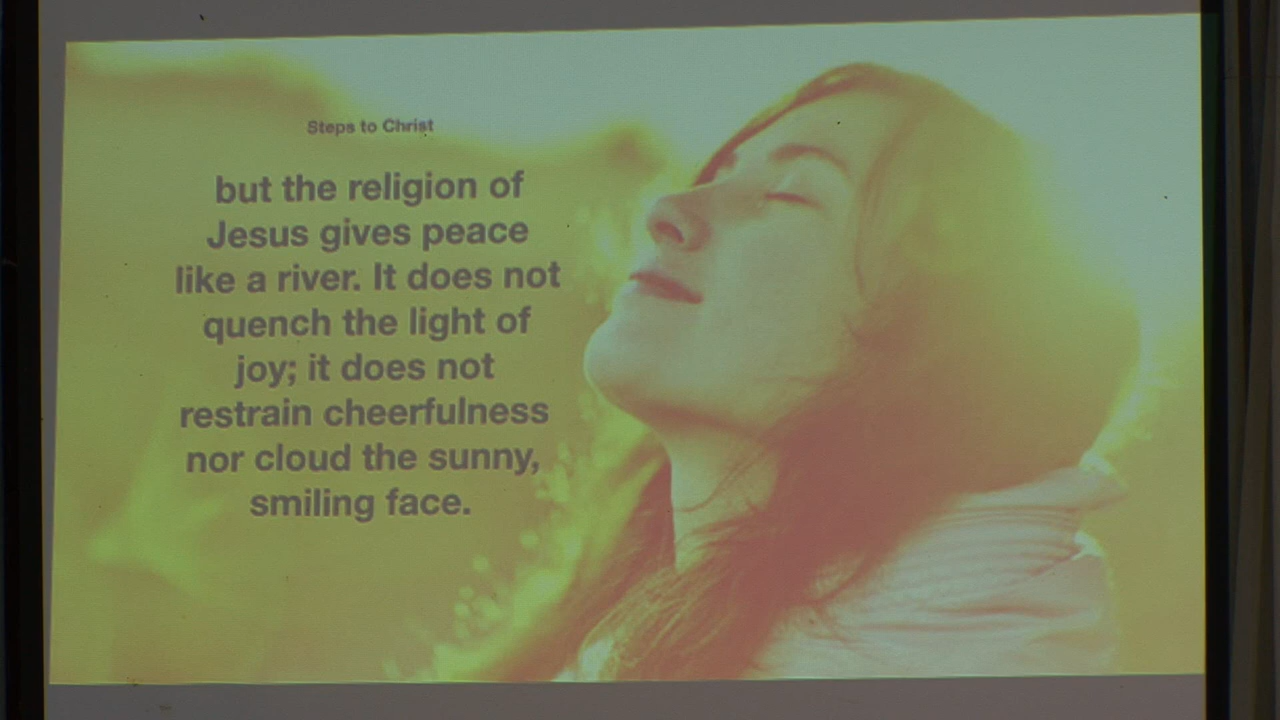 Steps to Christ
but the religion of
Jesus gives peace
like a river. It does not
quench the light of
joy; it does not
restrain cheerfulness
nor cloud the sunny,
smiling face.